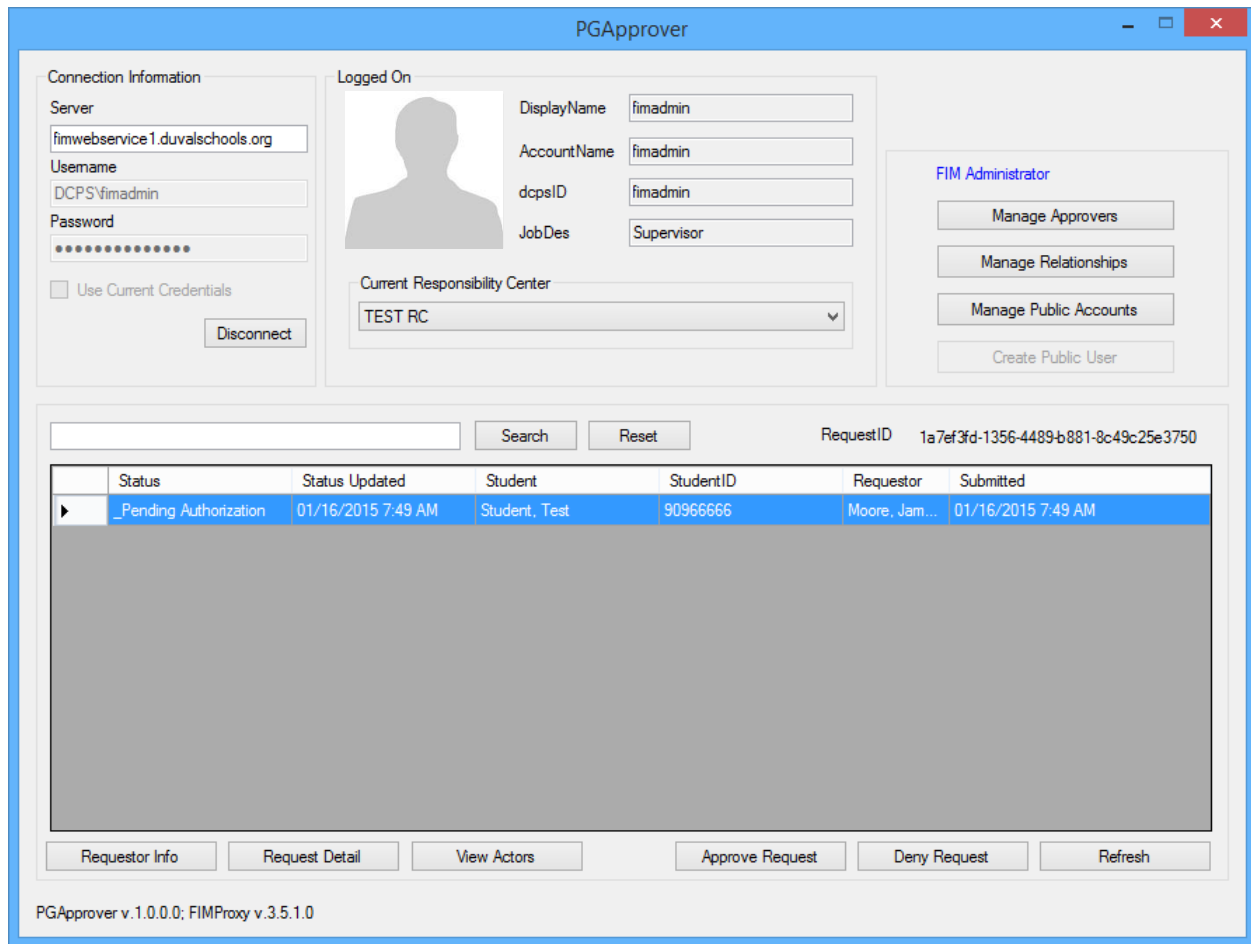 PGApprover
Connection Information
Server
fimwebservice1.duvalschools.org
Username
DCPS\fimadmin
Password
Use Current Credentials
Disconnect
Logged On
DisplayName fimadmin
AccountName fimadmin
dcpsID fimadmin
JobDes Supervisor
Current Responsibility Center
TEST RC
FIM Administrator
Manage Approvers
Manage Relationships
Manage Public Accounts
Create Public User
Search Reset RequestID 1a7ef3fd-1356-4489-b881-8c49c25e3750
Status Status Updated Student StudentID Requestor Submitted
_Pending Authorization 01/16/2015 7:49 AM Student, Test 90966666 Moore, Jam... 01/16/2015 7:49 AM
Requestor Info Request Detail View Actors Approve Request Deny Request Refresh
PGApprover v.1.0.0.0; FIMProxy v.3.5.1.0